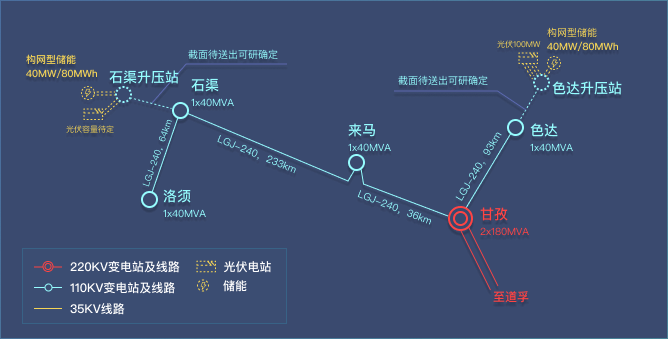 构网型储能
40MW/80MWh
石渠升压站
光伏容量待定
截面待送出可研确定
石渠
1x40MVA
LGJ-240，64km
洛须
1x40MVA
LGJ-240，233km
来马
1x40MVA
LGJ-240，36km
截面待送出可研确定
光伏100MW
构网型储能
40MW/80MWh
色达升压站
色达
1x40MVA
LGJ-240，93km
甘孜
2x180MVA
至道孚
220KV变电站及线路
光伏电站
110KV变电站及线路
储能
35KV线路